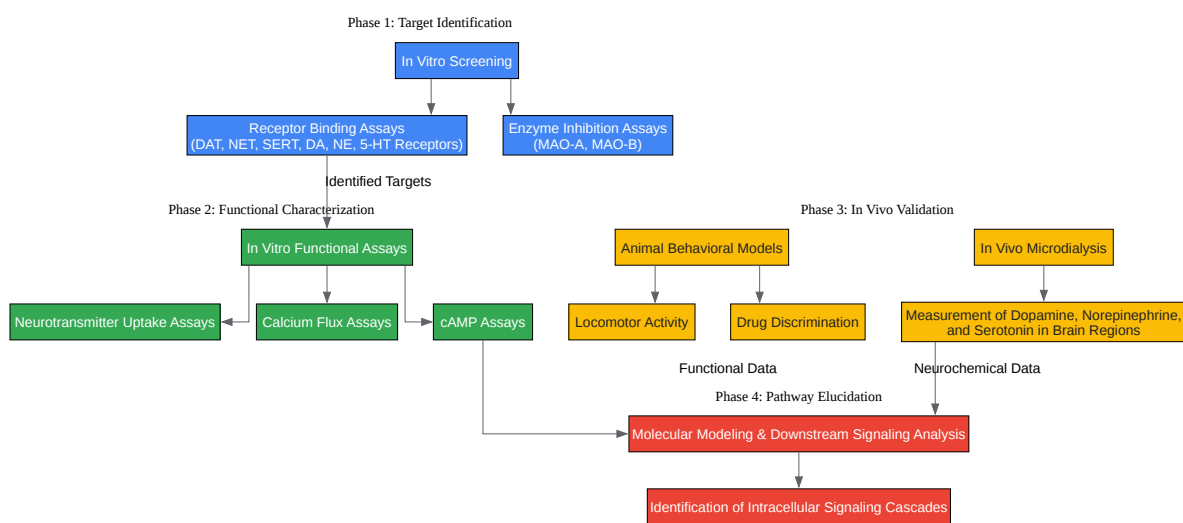 Phase 1: Target Identification
In Vitro Screening
Receptor Binding Assays
(DAT, NET, SERT, DA, NE, 5-HT Receptors)
Enzyme Inhibition Assays
(MAO-A, MAO-B)
Identified Targets
Phase 2: Functional Characterization
Phase 3: In Vivo Validation
In Vitro Functional Assays
Animal Behavioral Models
In Vivo Microdialysis
Neurotransmitter Uptake Assays
Calcium Flux Assays
cAMP Assays
Locomotor Activity
Drug Discrimination
Measurement of Dopamine, Norepinephrine,
and Serotonin in Brain Regions
Functional Data
Neurochemical Data
Phase 4: Pathway Elucidation
Molecular Modeling & Downstream Signaling Analysis
Identification of Intracellular Signaling Cascades